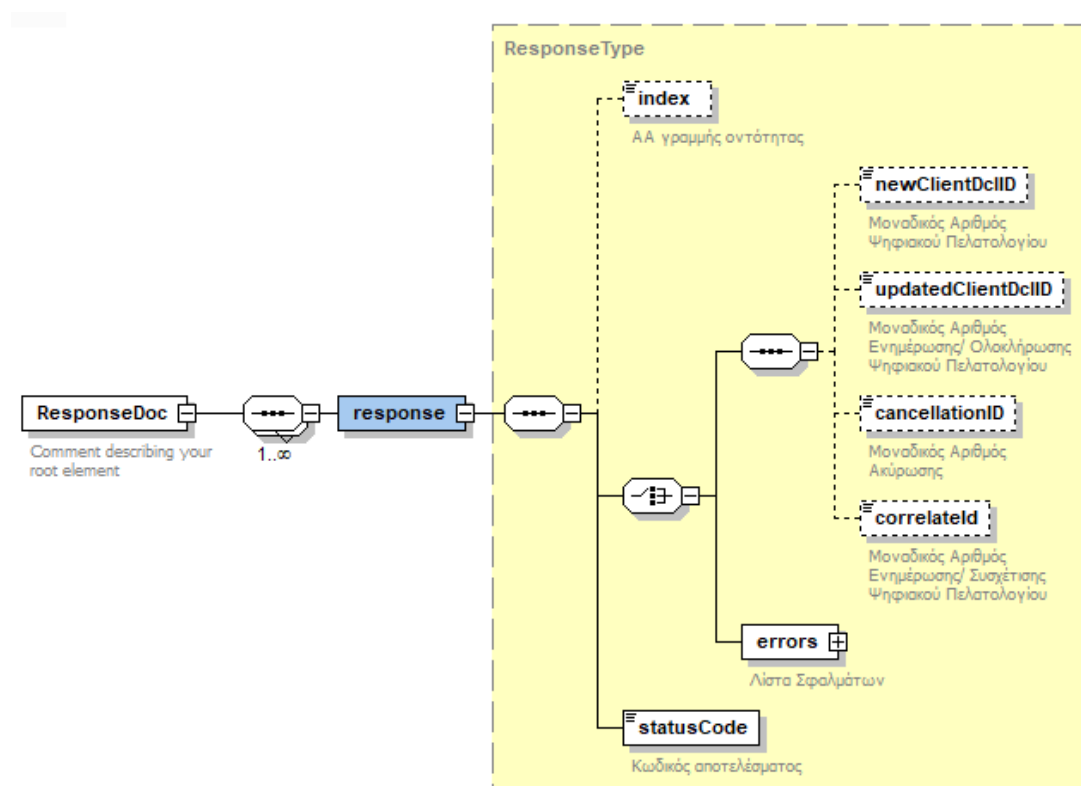 ResponseType
index
ΑΑ γραμμής οντότητας
newClientDclID
Μοναδικός Αριθμός
Ψηφιακού Πελατολογίου
updatedClientDclID
Μοναδικός Αριθμός
Ενημέρωσης/ Ολοκλήρωσης
Ψηφιακού Πελατολογίου
ResponseDoc
Comment describing your
root element
1..∞
response
cancellationID
Μοναδικός Αριθμός
Ακύρωσης
correlateId
Μοναδικός Αριθμός
Ενημέρωσης/ Συσχέτισης
Ψηφιακού Πελατολογίου
errors
Λίστα Σφαλμάτων
statusCode
Κωδικός αποτελέσματος